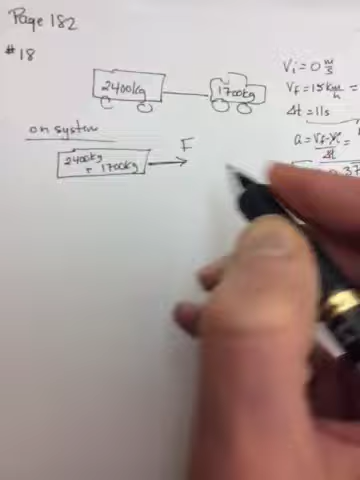 Page 182
#18
2400kg
1700kg
Vi = 0 m/s
Vf = 15 km/h =
Δt = 11s
a = Vf - Vi =
Δt
on system
2400kg
+ 1700kg
F